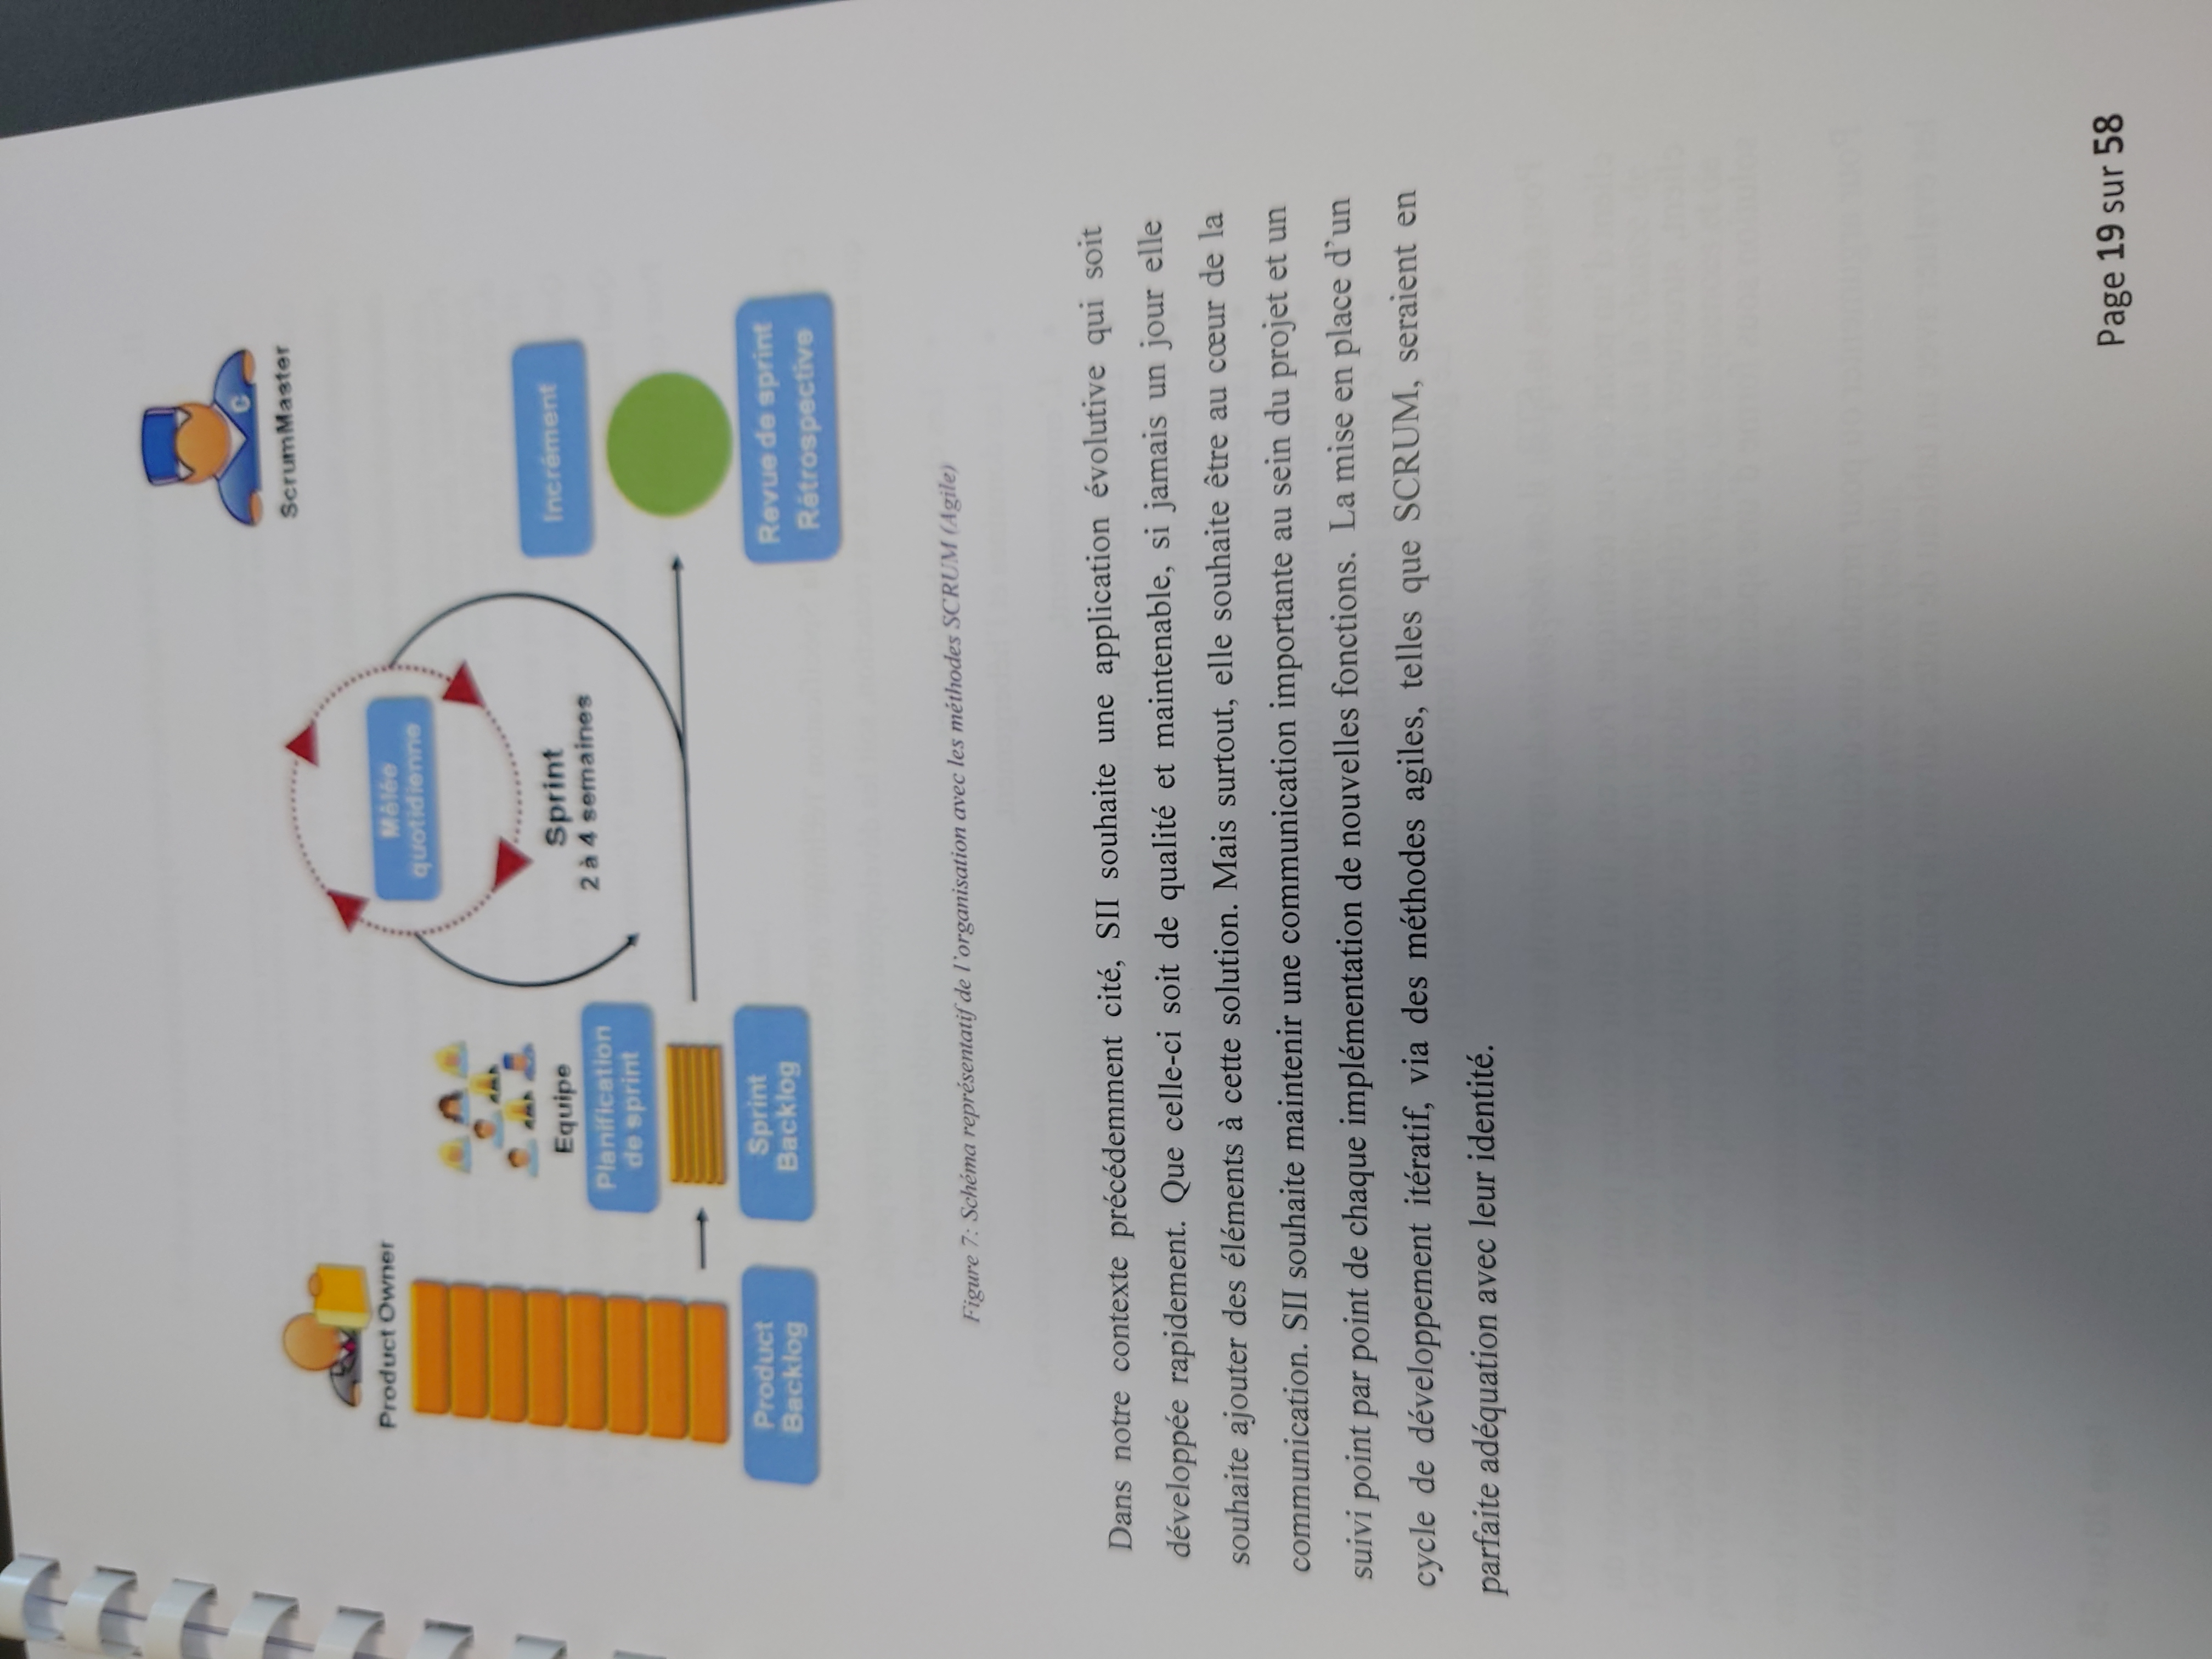 ScrumMaster
Product Owner
Mêlée
quotidienne
Equipe
Incrément
Sprint
2 à 4 semaines
Planification
de sprint
Product
Backlog
Sprint
Backlog
Revue de sprint
Rétrospective
Figure 7: Schéma représentatif de l'organisation avec les méthodes SCRUM (Agile)
Dans notre contexte précédemment cité, SII souhaite une application évolutive qui soit
développée rapidement. Que celle-ci soit de qualité et maintenable, si jamais un jour elle
souhaite ajouter des éléments à cette solution. Mais surtout, elle souhaite être au cœur de la
communication. SII souhaite maintenir une communication importante au sein du projet et un
suivi point par point de chaque implémentation de nouvelles fonctions. La mise en place d'un
cycle de développement itératif, via des méthodes agiles, telles que SCRUM, seraient en
parfaite adéquation avec leur identité.
Page 19 sur 58